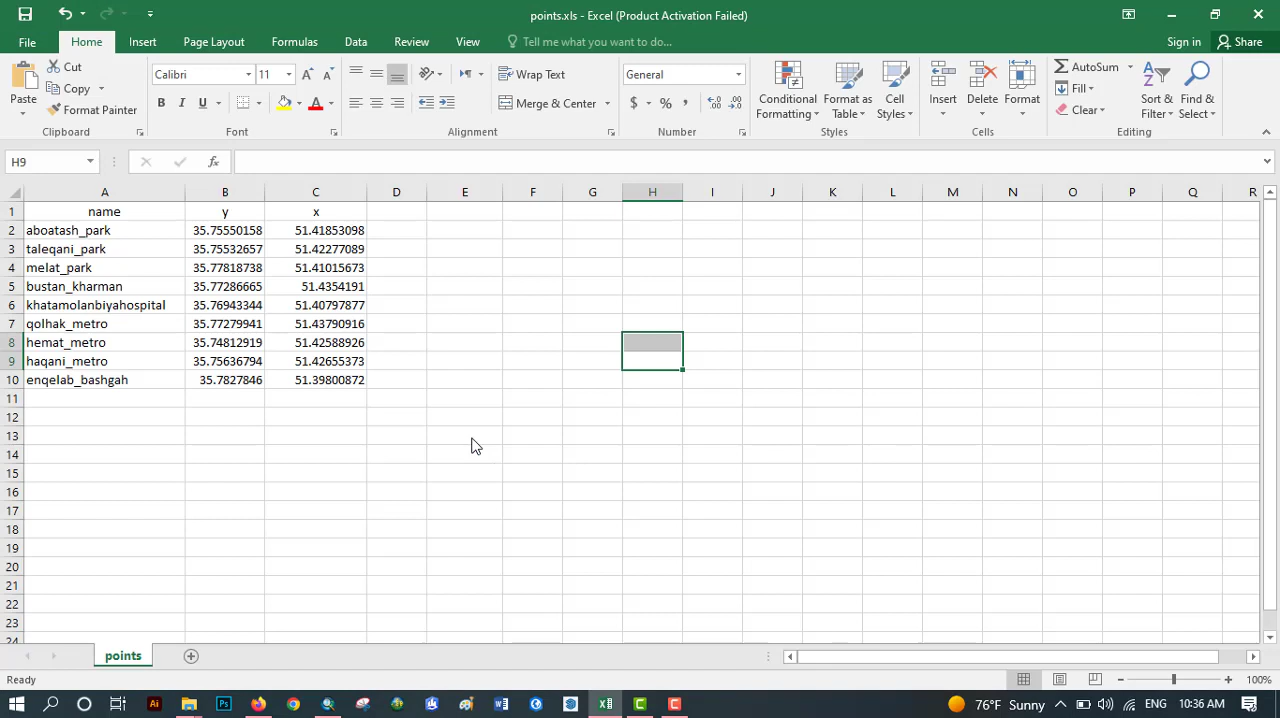 points.xls - Excel (Product Activation Failed)
File Home Insert Page Layout Formulas Data Review View Tell me what you want to do... Sign in Share
Paste Cut Copy Format Painter Clipboard
Calibri 11 A A B I U A Font
Wrap Text Merge & Center Alignment
General $ % , Number
Conditional Formatting Format as Table Cell Styles Styles
Insert Delete Format Cells
AutoSum Fill Clear Sort & Filter Find & Select Editing
H9 fx
A B C D E F G H I J K L M N O P Q R
1 name y x
2 aboatash_park 35.75550158 51.41853098
3 taleqani_park 35.75532657 51.42277089
4 melat_park 35.77818738 51.41015673
5 bustan_kharman 35.77286665 51.4354191
6 khatamolanbiyahospital 35.76943344 51.40797877
7 qolhak_metro 35.77279941 51.43790916
8 hemat_metro 35.74812919 51.42588926
9 haqani_metro 35.75636794 51.42655373
10 enqelab_bashgah 35.7827846 51.39800872
11
12
13
14
15
16
17
18
19
20
21
22
23
24
points
Ready 100%
Ai Ps 76°F Sunny ENG 10:36 AM